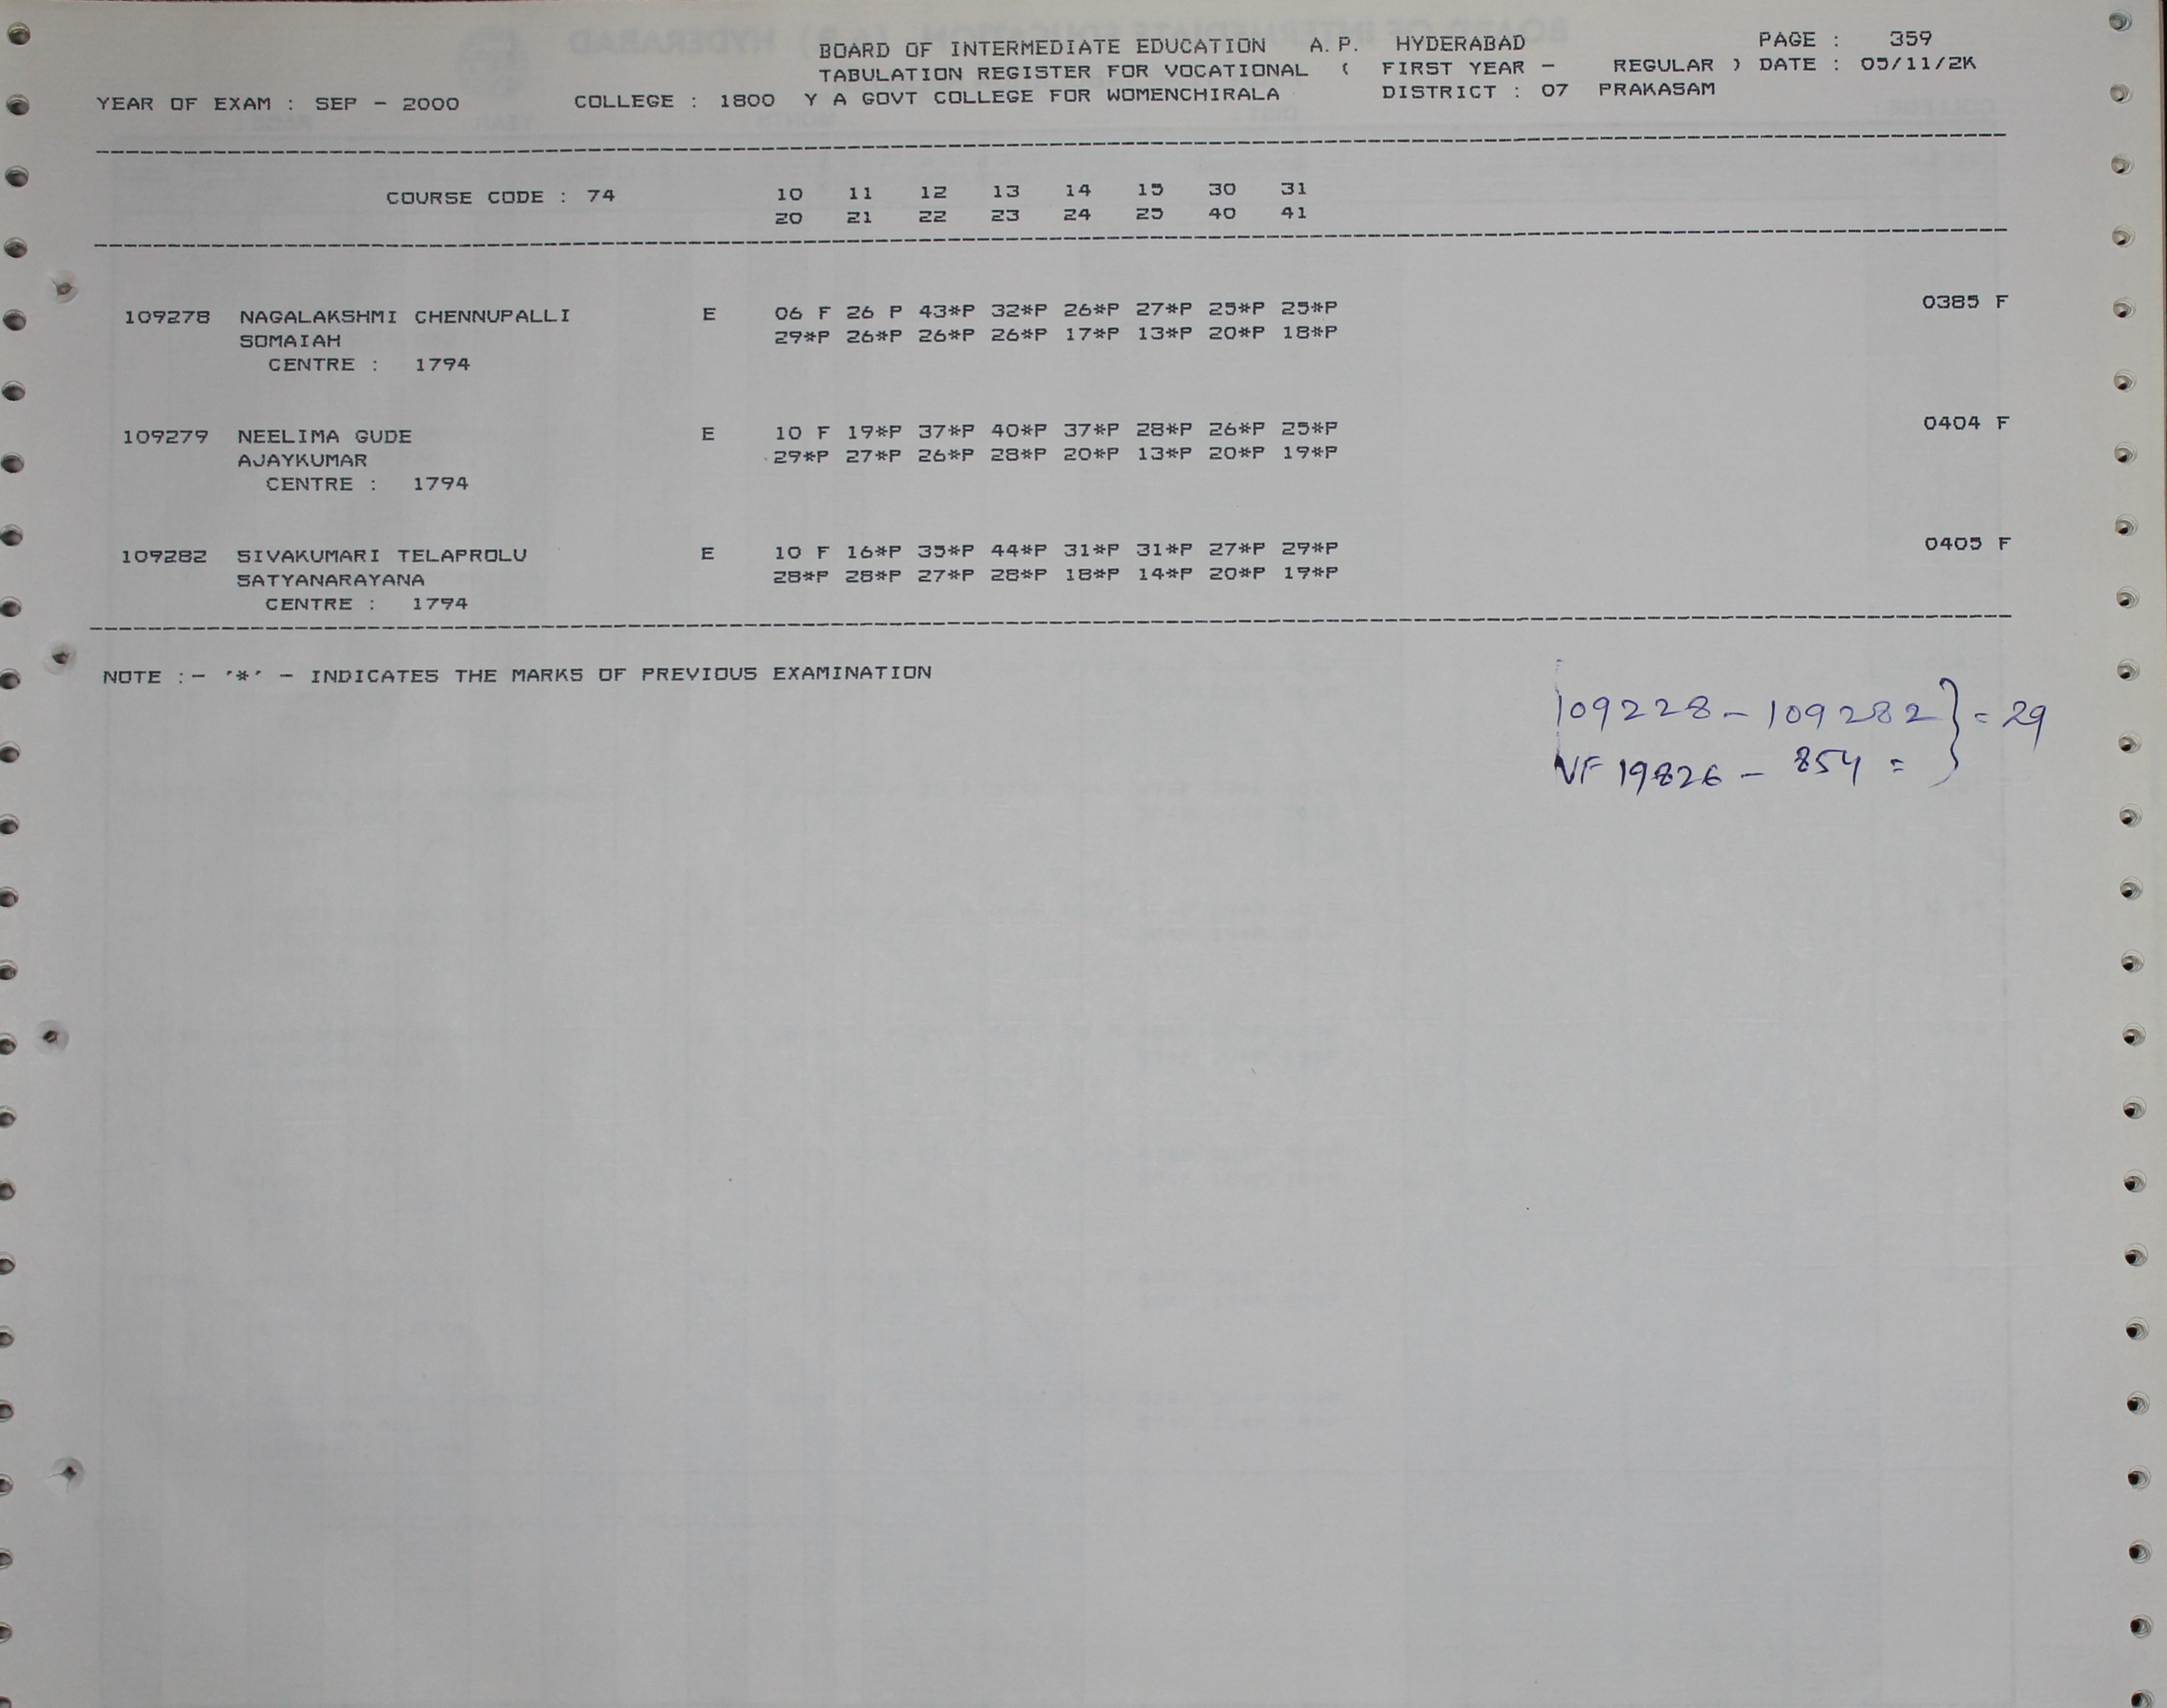 BOARD OF INTERMEDIATE EDUCATION A.P. HYDERABAD PAGE : 359
TABULATION REGISTER FOR VOCATIONAL ( FIRST YEAR - REGULAR ) DATE : 05/11/2K
YEAR OF EXAM : SEP - 2000 COLLEGE : 1800 Y A GOVT COLLEGE FOR WOMENCHIRALA DISTRICT : 07 PRAKASAM
COURSE CODE : 74 10 11 12 13 14 15 30 31
20 21 22 23 24 25 40 41
109278 NAGALAKSHMI CHENNUPALLI E 06 F 26 P 43*P 32*P 26*P 27*P 25*P 25*P 0385 F
SOMAIAH 29*P 26*P 26*P 26*P 17*P 13*P 20*P 18*P
CENTRE : 1794
109279 NEELIMA GUDE E 10 F 19*P 37*P 40*P 37*P 28*P 26*P 25*P 0404 F
AJAYKUMAR 29*P 27*P 26*P 28*P 20*P 13*P 20*P 19*P
CENTRE : 1794
109282 SIVAKUMARI TELAPROLU E 10 F 16*P 35*P 44*P 31*P 31*P 27*P 29*P 0405 F
SATYANARAYANA 28*P 28*P 27*P 28*P 18*P 14*P 20*P 19*P
CENTRE : 1794
NOTE :- '*' - INDICATES THE MARKS OF PREVIOUS EXAMINATION
109228 - 109282 } = 29
VF 19826 - 854 =